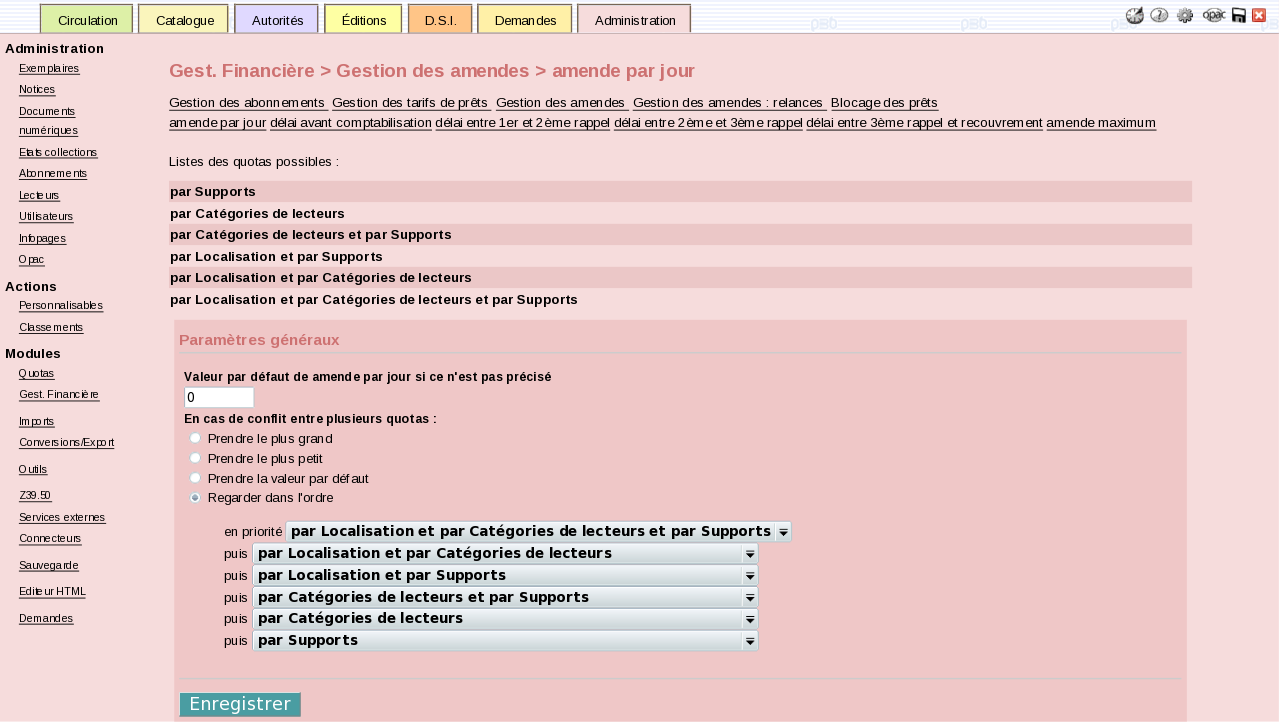 Circulation Catalogue Autorités Éditions D.S.I. Demandes Administration opac
Administration
Exemplaires
Notices
Documents
numériques
Etats collections
Abonnements
Lecteurs
Utilisateurs
Infopages
Opac
Actions
Personnalisables
Classements
Modules
Quotas
Gest. Financière
Imports
Conversions/Export
Outils
Z39.50
Services externes
Connecteurs
Sauvegarde
Editeur HTML
Demandes
Gest. Financière > Gestion des amendes > amende par jour
Gestion des abonnements Gestion des tarifs de prêts Gestion des amendes Gestion des amendes : relances Blocage des prêts
amende par jour délai avant comptabilisation délai entre 1er et 2ème rappel délai entre 2ème et 3ème rappel délai entre 3ème rappel et recouvrement amende maximum
Listes des quotas possibles :
par Supports
par Catégories de lecteurs
par Catégories de lecteurs et par Supports
par Localisation et par Supports
par Localisation et par Catégories de lecteurs
par Localisation et par Catégories de lecteurs et par Supports
Paramètres généraux
Valeur par défaut de amende par jour si ce n'est pas précisé
0
En cas de conflit entre plusieurs quotas :
Prendre le plus grand
Prendre le plus petit
Prendre la valeur par défaut
Regarder dans l'ordre
en priorité par Localisation et par Catégories de lecteurs et par Supports
puis par Localisation et par Catégories de lecteurs
puis par Localisation et par Supports
puis par Catégories de lecteurs et par Supports
puis par Catégories de lecteurs
puis par Supports
Enregistrer